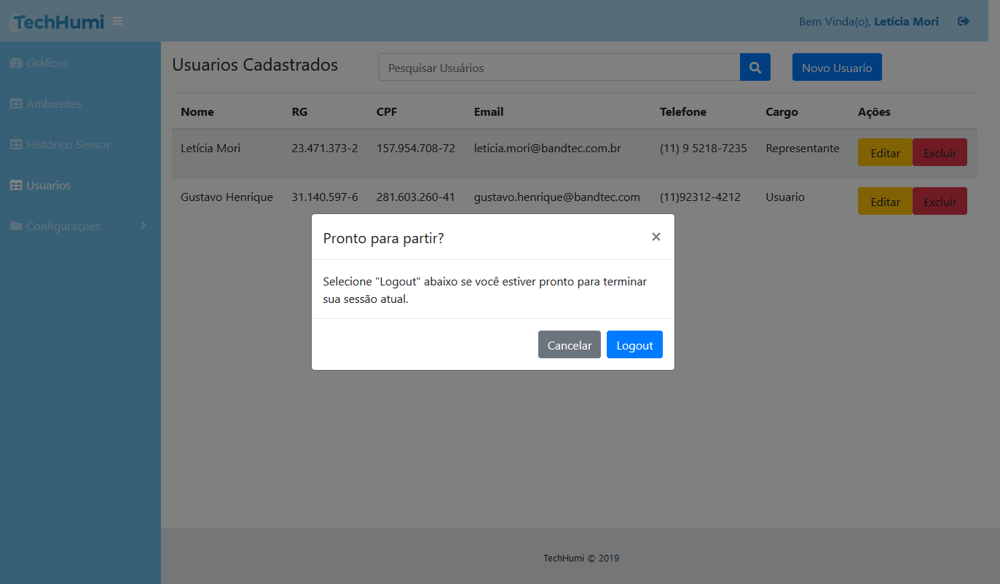 TechHumi
Bem Vinda(o), Letícia Mori
Gráficos
Ambientes
Histórico Sensor
Usuarios
Configuraçoes
Usuarios Cadastrados
Pesquisar Usuários
Novo Usuario
Nome RG CPF Email Telefone Cargo Ações
Letícia Mori 23.471.373-2 157.954.708-72 leticia.mori@bandtec.com.br (11) 9 5218-7235 Representante Editar Excluir
Gustavo Henrique 31.140.597-6 281.603.260-41 gustavo.henrique@bandtec.com (11)92312-4212 Usuario Editar Excluir
Pronto para partir? ×
Selecione "Logout" abaixo se você estiver pronto para terminar
sua sessão atual.
Cancelar Logout
TechHumi © 2019